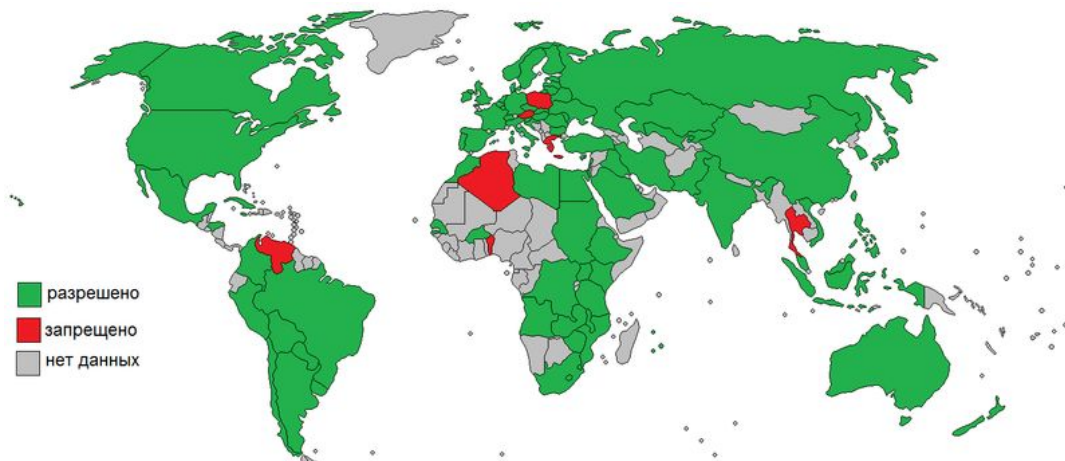 разрешено
запрещено
нет данных